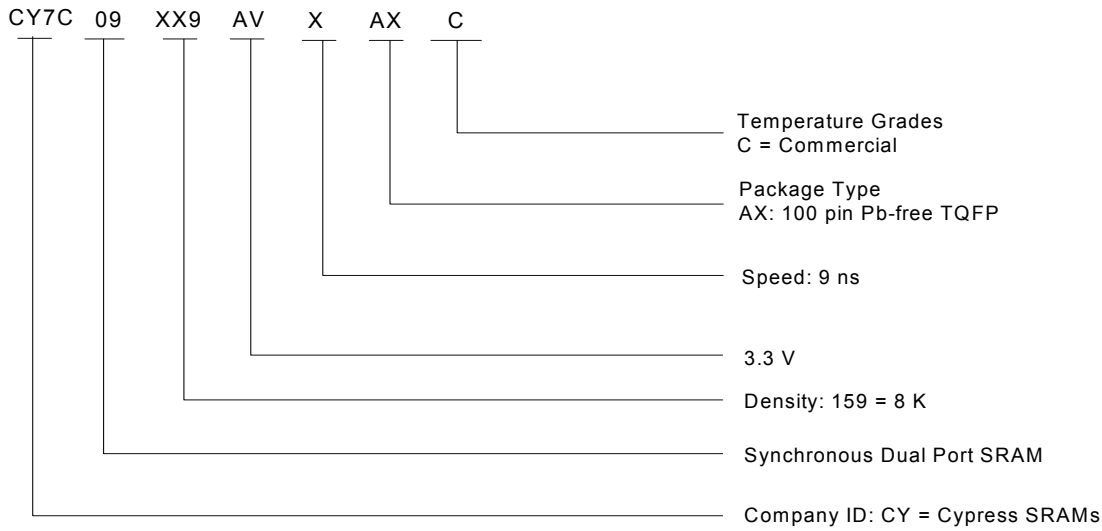 CY7C 09 XX9 AV X AX C
Temperature Grades
C = Commercial
Package Type
AX: 100 pin Pb-free TQFP
Speed: 9 ns
3.3 V
Density: 159 = 8 K
Synchronous Dual Port SRAM
Company ID: CY = Cypress SRAMs